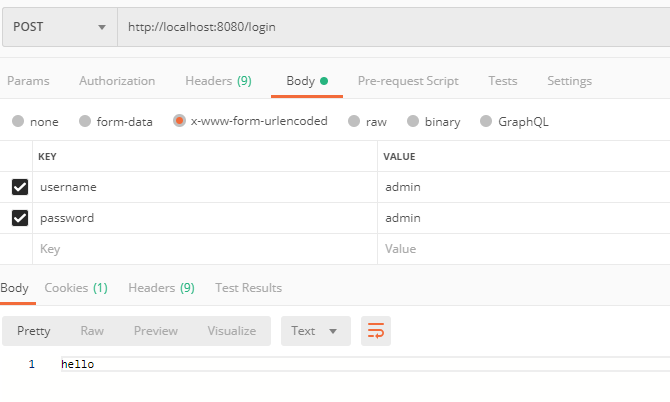 POST http://localhost:8080/login
Params Authorization Headers (9) Body Pre-request Script Tests Settings
none form-data x-www-form-urlencoded raw binary GraphQL
KEY VALUE
username admin
password admin
Key Value
Body Cookies (1) Headers (9) Test Results
Pretty Raw Preview Visualize Text
1 hello